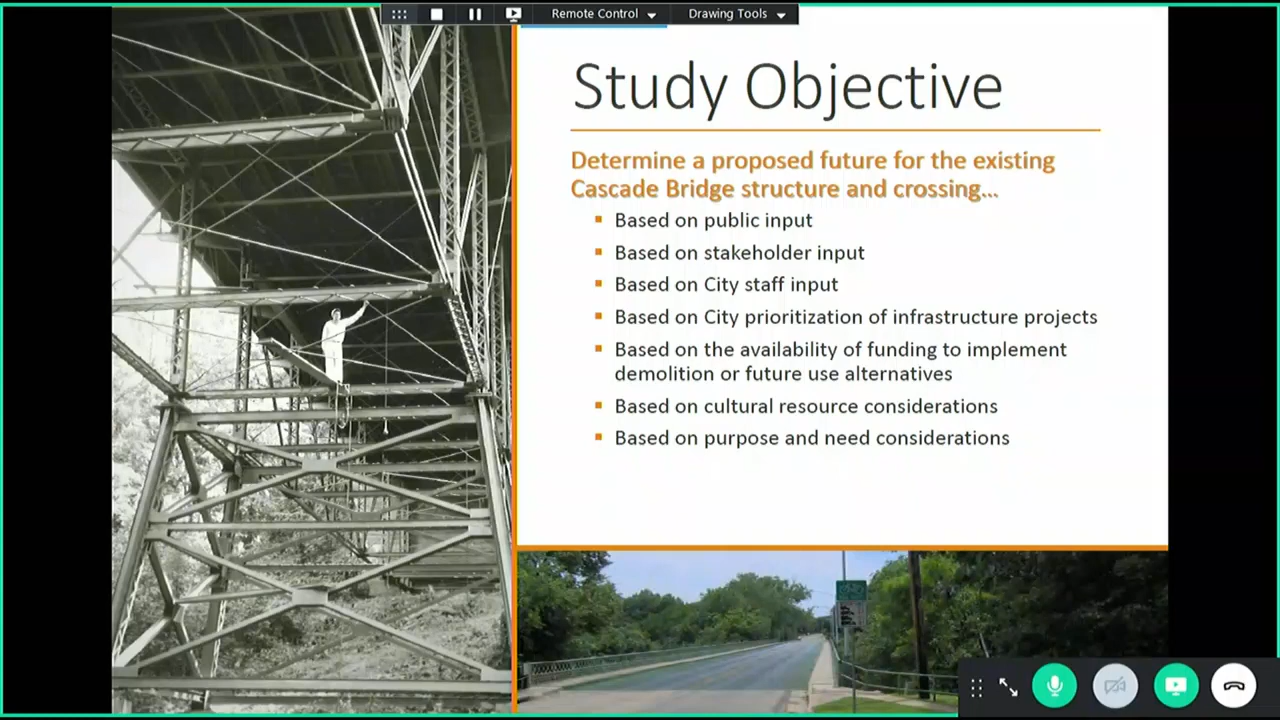 Remote Control
Drawing Tools
Study Objective
Determine a proposed future for the existing
Cascade Bridge structure and crossing...
Based on public input
Based on stakeholder input
Based on City staff input
Based on City prioritization of infrastructure projects
Based on the availability of funding to implement
demolition or future use alternatives
Based on cultural resource considerations
Based on purpose and need considerations